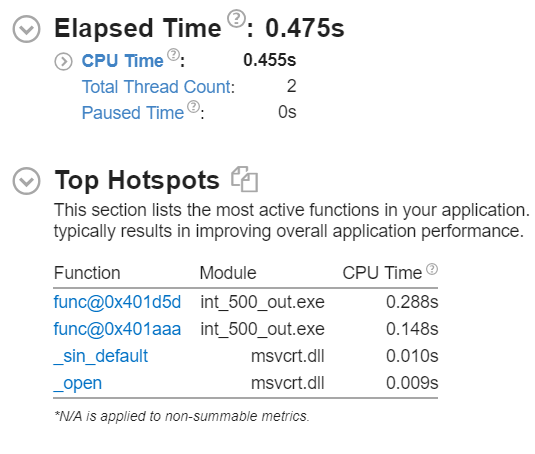 Elapsed Time ?: 0.475s
CPU Time ?: 0.455s
Total Thread Count: 2
Paused Time ?: 0s
Top Hotspots
This section lists the most active functions in your application.
typically results in improving overall application performance.
Function Module CPU Time ?
func@0x401d5d int_500_out.exe 0.288s
func@0x401aaa int_500_out.exe 0.148s
_sin_default msvcrt.dll 0.010s
_open msvcrt.dll 0.009s
*N/A is applied to non-summable metrics.